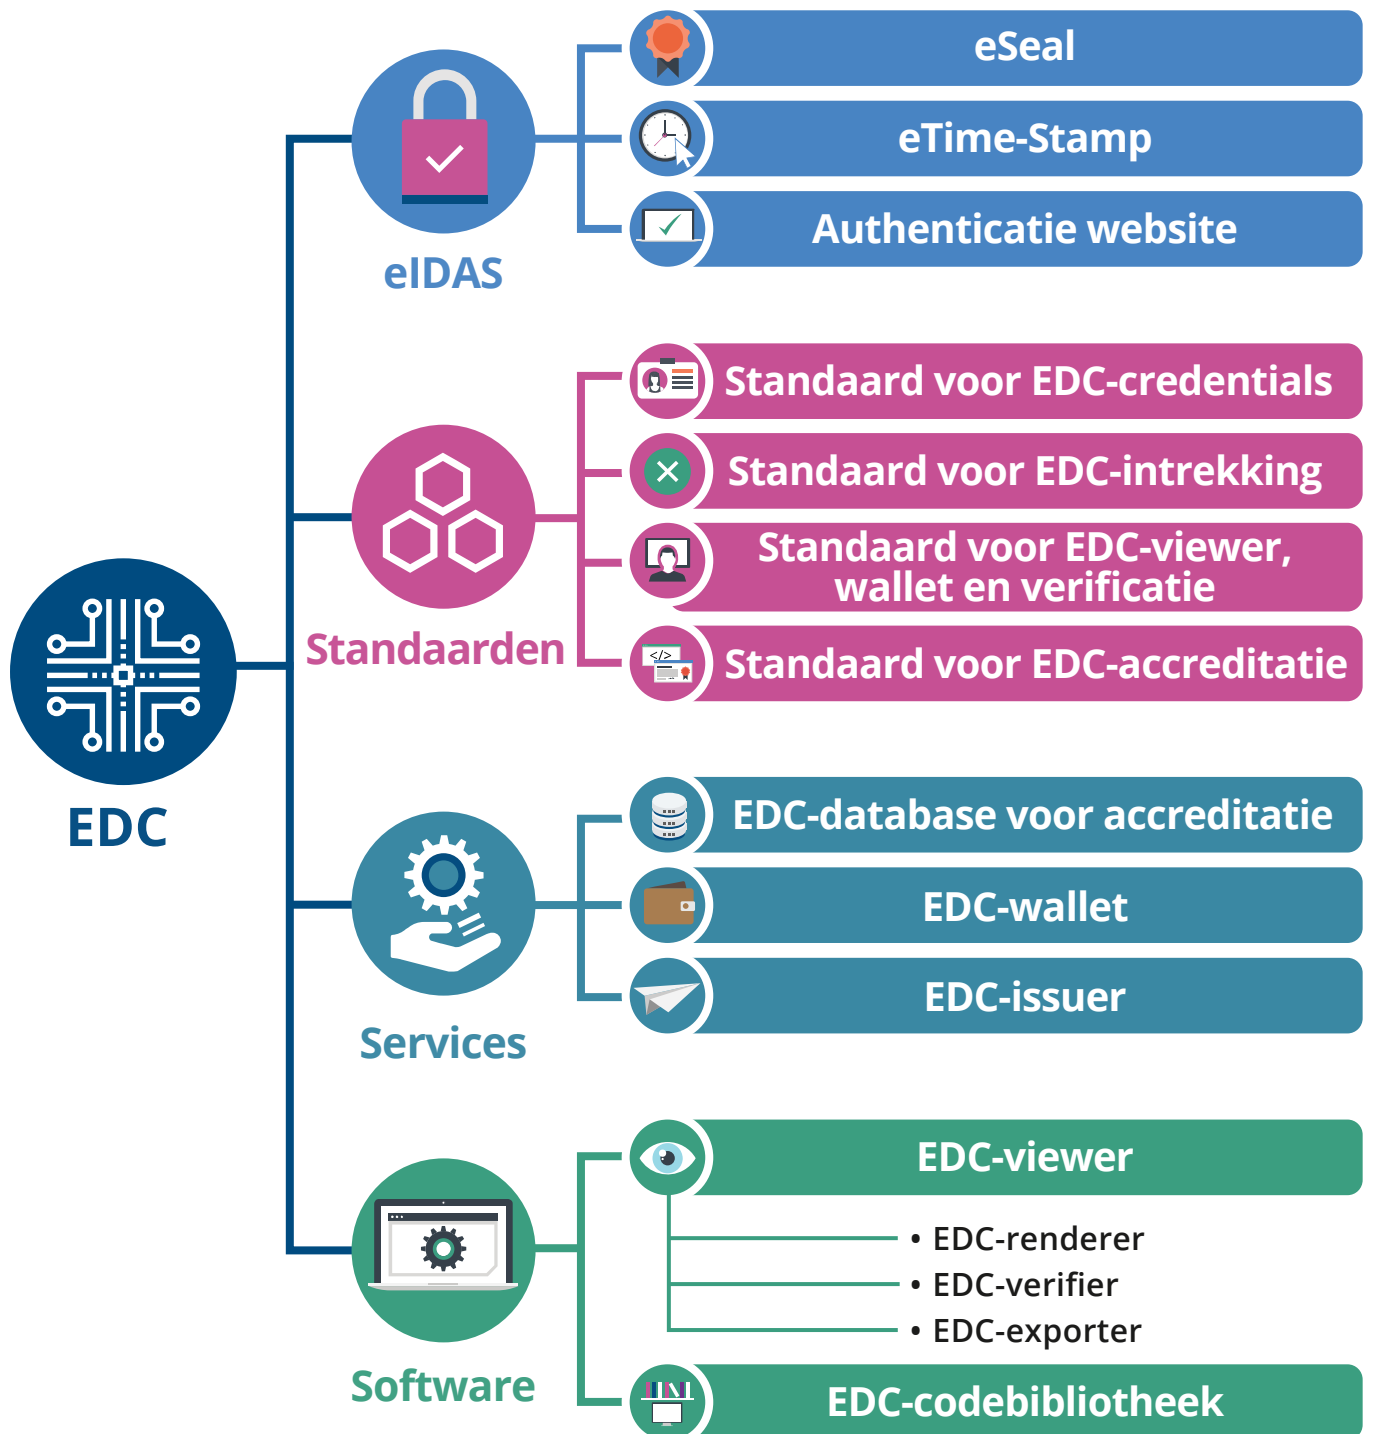 eSeal
eTime-Stamp
Authenticatie website
eIDAS
Standaard voor EDC-credentials
Standaard voor EDC-intrekking
Standaard voor EDC-viewer,
wallet en verificatie
Standaard voor EDC-accreditatie
</>
Standaarden
EDC
EDC-database voor accreditatie
EDC-wallet
EDC-issuer
Services
EDC-viewer
• EDC-renderer
• EDC-verifier
• EDC-exporter
EDC-codebibliotheek
Software